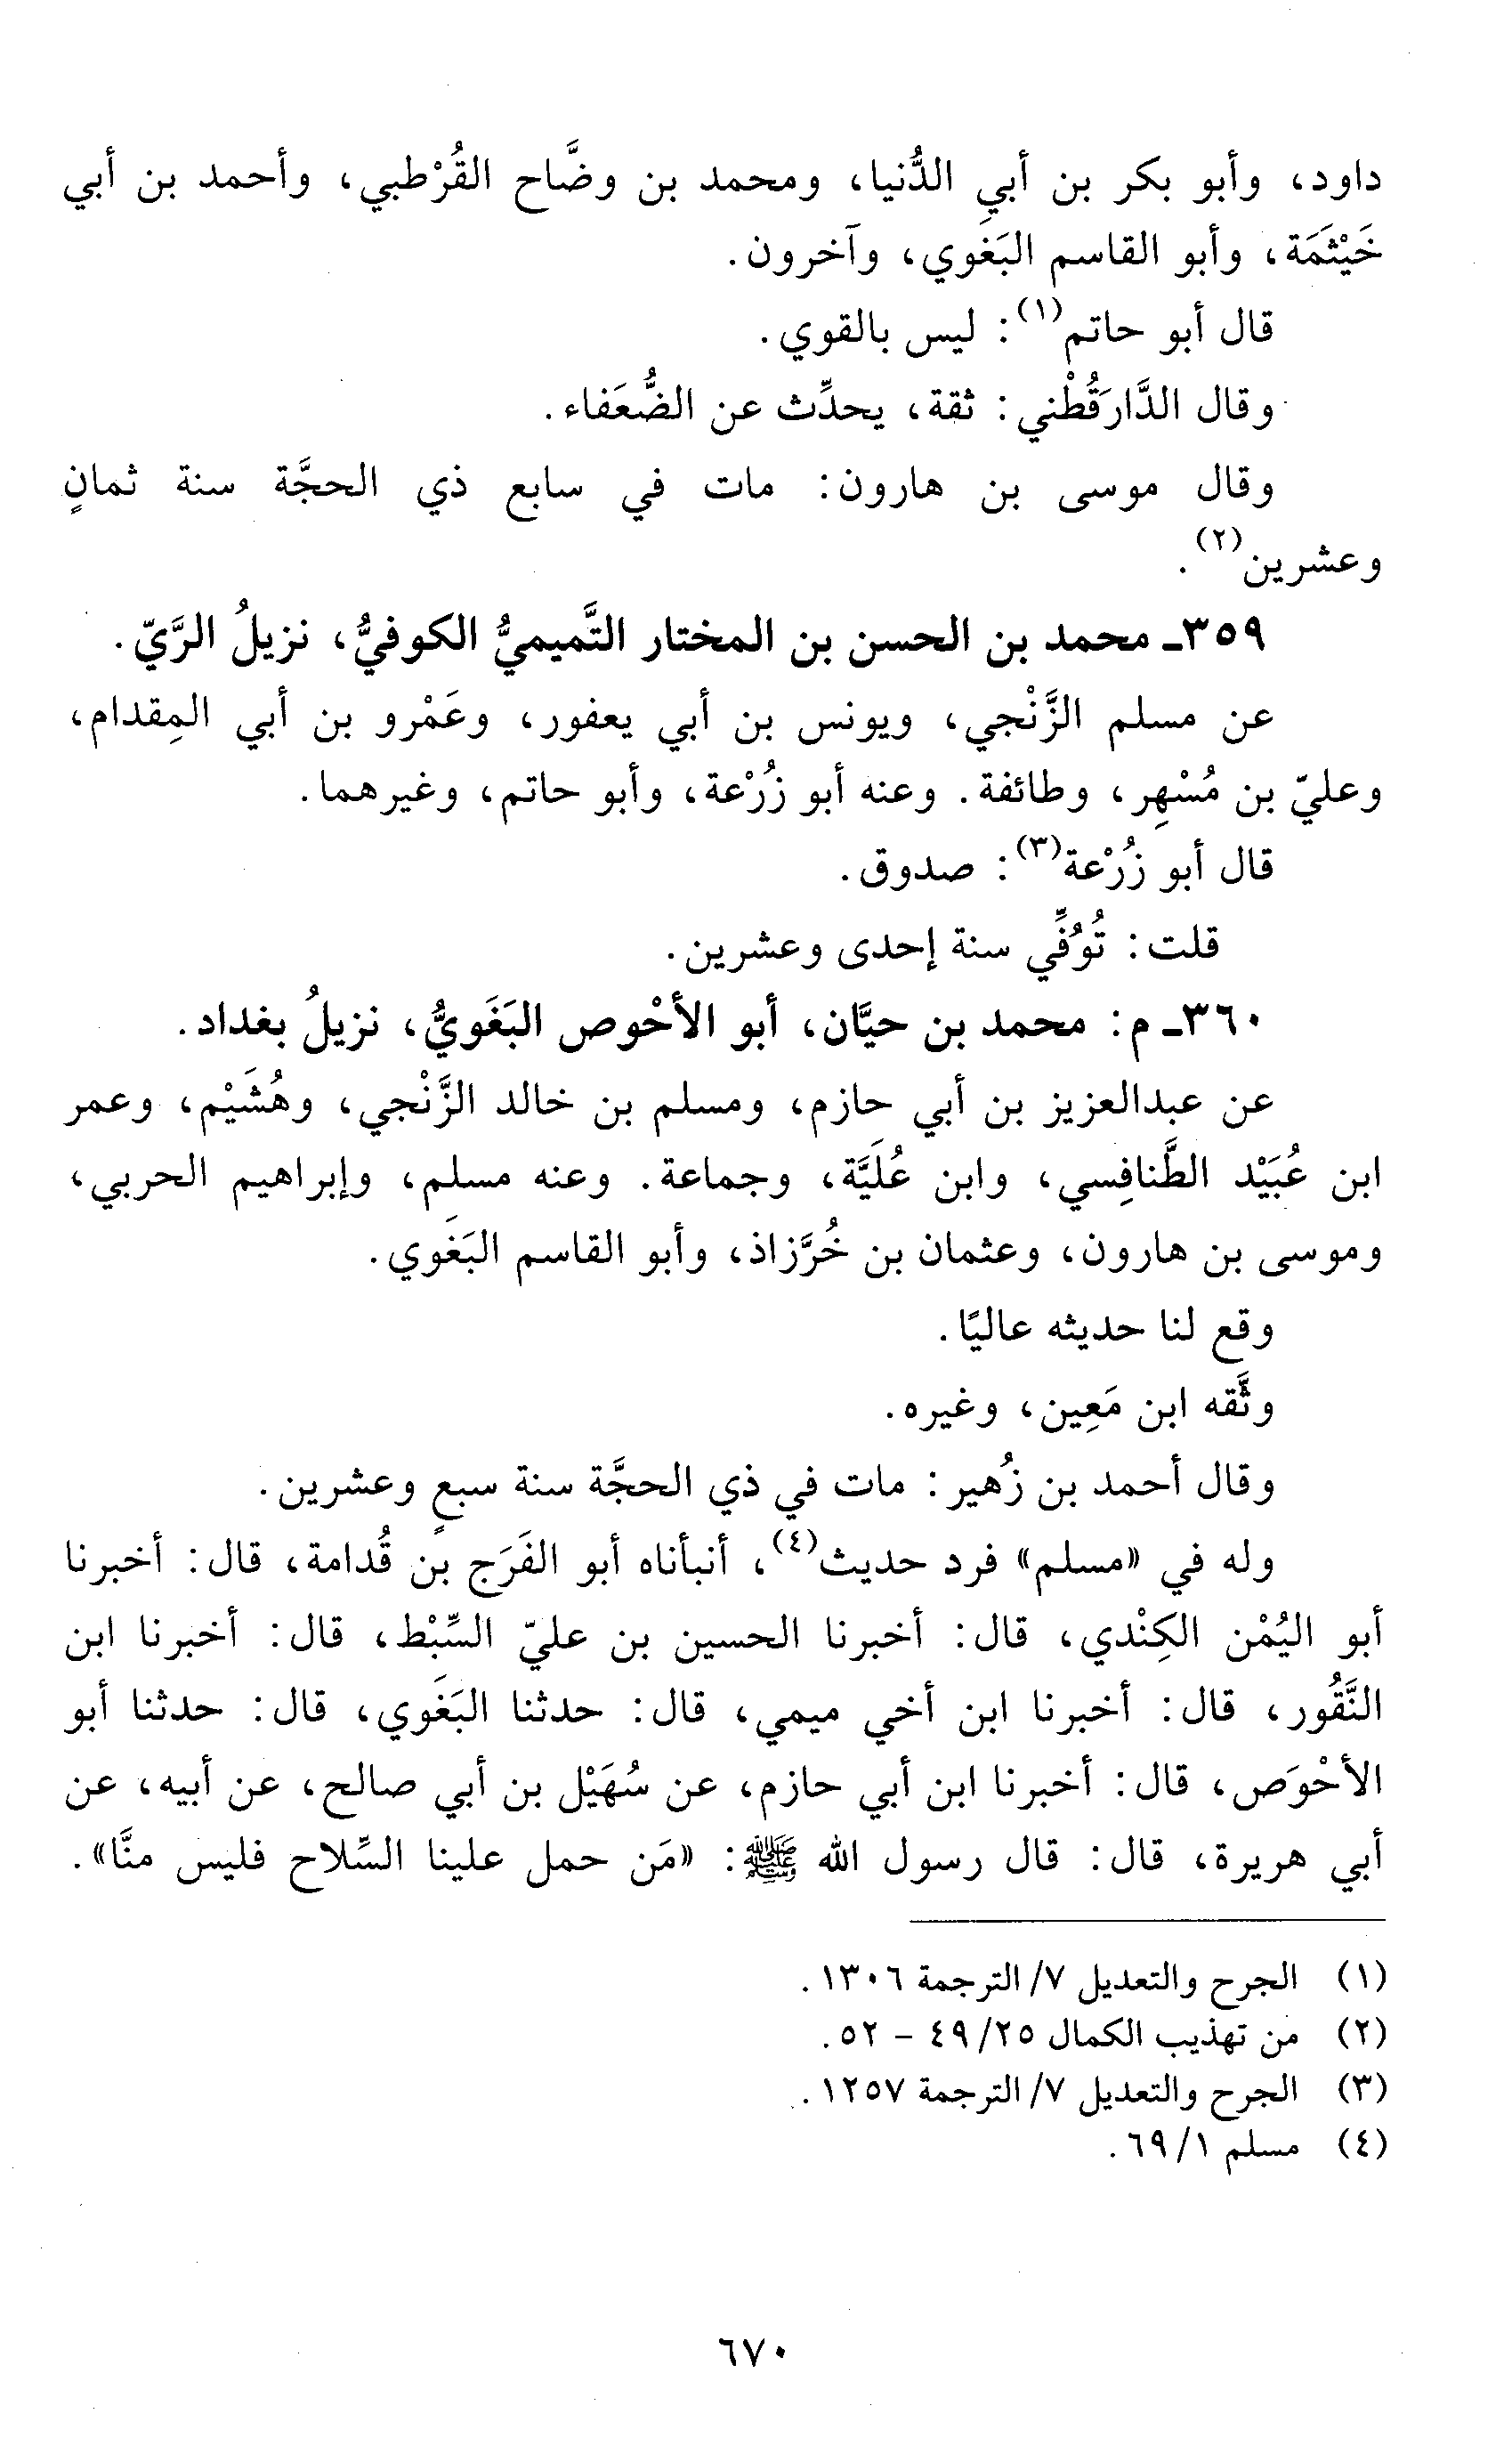 داود، وأبو بكر بن أبي الدُّنيا، ومحمد بن وضَّاح القُرْطبي، وأحمد بن أبي
خَيْثَمَة، وأبو القاسم البَغَوي، وآخرون.
قال أبو حاتم(١): ليس بالقوي.
وقال الدَّارَقُطْني: ثقة، يحدِّث عن الضُّعَفاء.
وقال موسى بن هارون: مات في سابع ذي الحجَّة سنة ثمانٍ
وعشرين(٢).
٣٥٩ـ محمد بن الحسن بن المختار التَّميميُّ الكوفيُّ، نزيلُ الرَّيّ.
عن مسلم الزَّنْجي، ويونس بن أبي يعفور، وعَمْرو بن أبي المِقدام،
وعليّ بن مُسْهِر، وطائفة. وعنه أبو زُرْعة، وأبو حاتم، وغيرهما.
قال أبو زُرْعة(٣): صدوق.
قلت: تُوُفِّي سنة إحدى وعشرين.
٣٦٠ـ م: محمد بن حيَّان، أبو الأحْوص البَغَويُّ، نزيلُ بغداد.
عن عبدالعزيز بن أبي حازم، ومسلم بن خالد الزَّنْجي، وهُشَيْم، وعمر
ابن عُبَيْد الطَّنافِسي، وابن عُلَيَّة، وجماعة. وعنه مسلم، وإبراهيم الحربي،
وموسى بن هارون، وعثمان بن خُرَّزاذ، وأبو القاسم البَغَوي.
وقع لنا حديثه عاليًا.
وثَّقه ابن مَعِين، وغيره.
وقال أحمد بن زُهير: مات في ذي الحجَّة سنة سبعٍ وعشرين.
وله في «مسلم» فرد حديث(٤)، أنبأناه أبو الفَرَج بن قُدامة، قال: أخبرنا
أبو اليُمْن الكِنْدي، قال: أخبرنا الحسين بن عليّ السِّبْط، قال: أخبرنا ابن
النَّقُور، قال: أخبرنا ابن أخي ميمي، قال: حدثنا البَغَوي، قال: حدثنا أبو
الأحْوَص، قال: أخبرنا ابن أبي حازم، عن سُهَيْل بن أبي صالح، عن أبيه، عن
أبي هريرة، قال: قال رسول الله ﷺ: «مَن حمل علينا السِّلاح فليس منَّا».
(١) الجرح والتعديل ٧/ الترجمة ١٣٠٦.
(٢) من تهذيب الكمال ٢٥/ ٤٩ - ٥٢.
(٣) الجرح والتعديل ٧/ الترجمة ١٢٥٧.
(٤) مسلم ١/ ٦٩.
٦٧٠